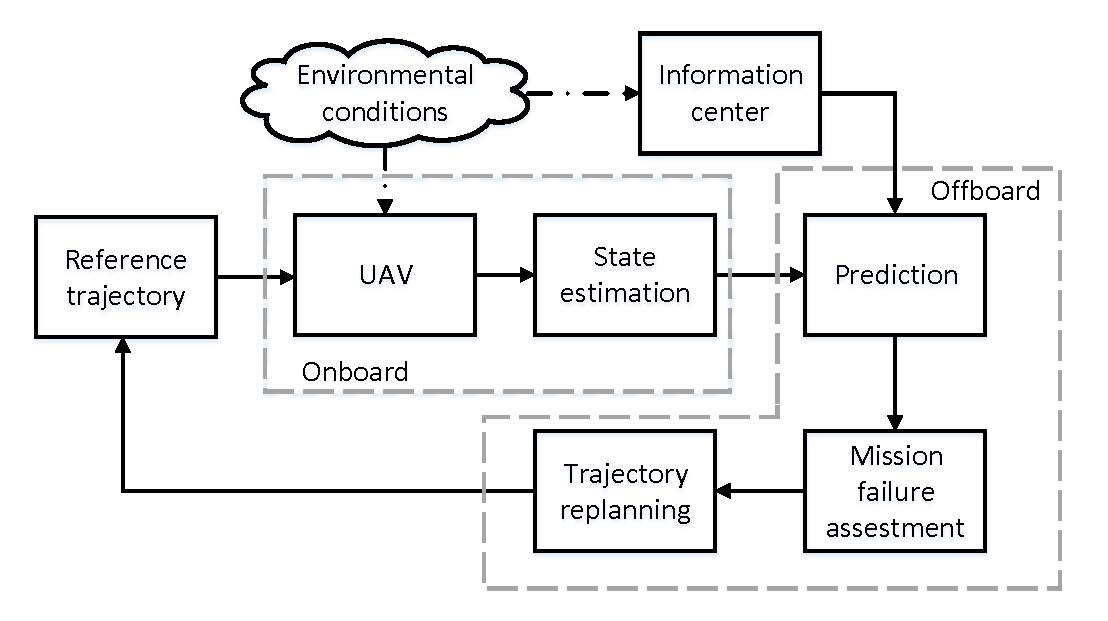 Environmental
conditions
Information
center
Offboard
Reference
trajectory
UAV
State
estimation
Prediction
Onboard
Trajectory
replanning
Mission
failure
assestment